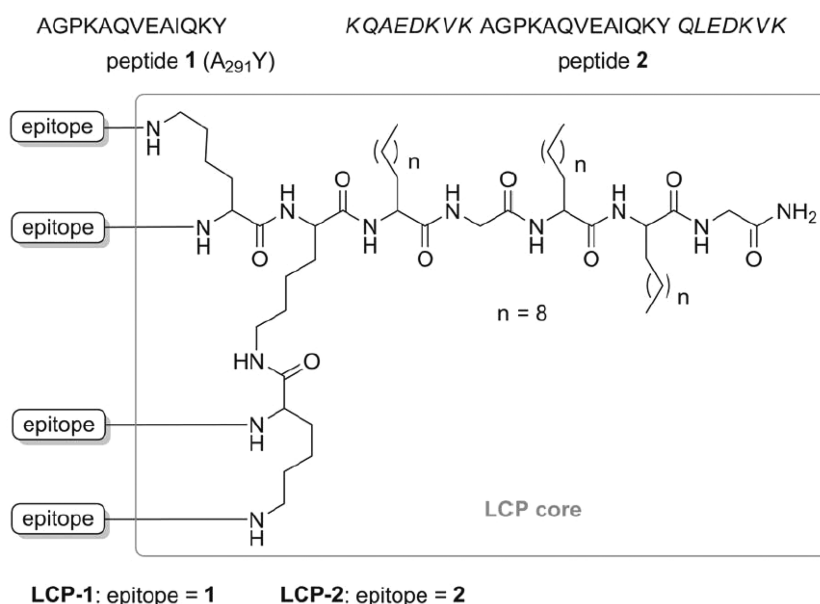 AGPKAQVEAIQKY KQAEDKVK AGPKAQVEAIQKY QLEDKVK
peptide 1 (A₂₉₁Y) peptide 2
epitope
N
H
n
n
epitope
N
H
O
H
N
O
N
H
O
H
N
O
N
H
O
H
N
O
N
H
O
NH₂
n
n = 8
HN
O
epitope
N
H
LCP core
epitope
N
H
LCP-1: epitope = 1 LCP-2: epitope = 2